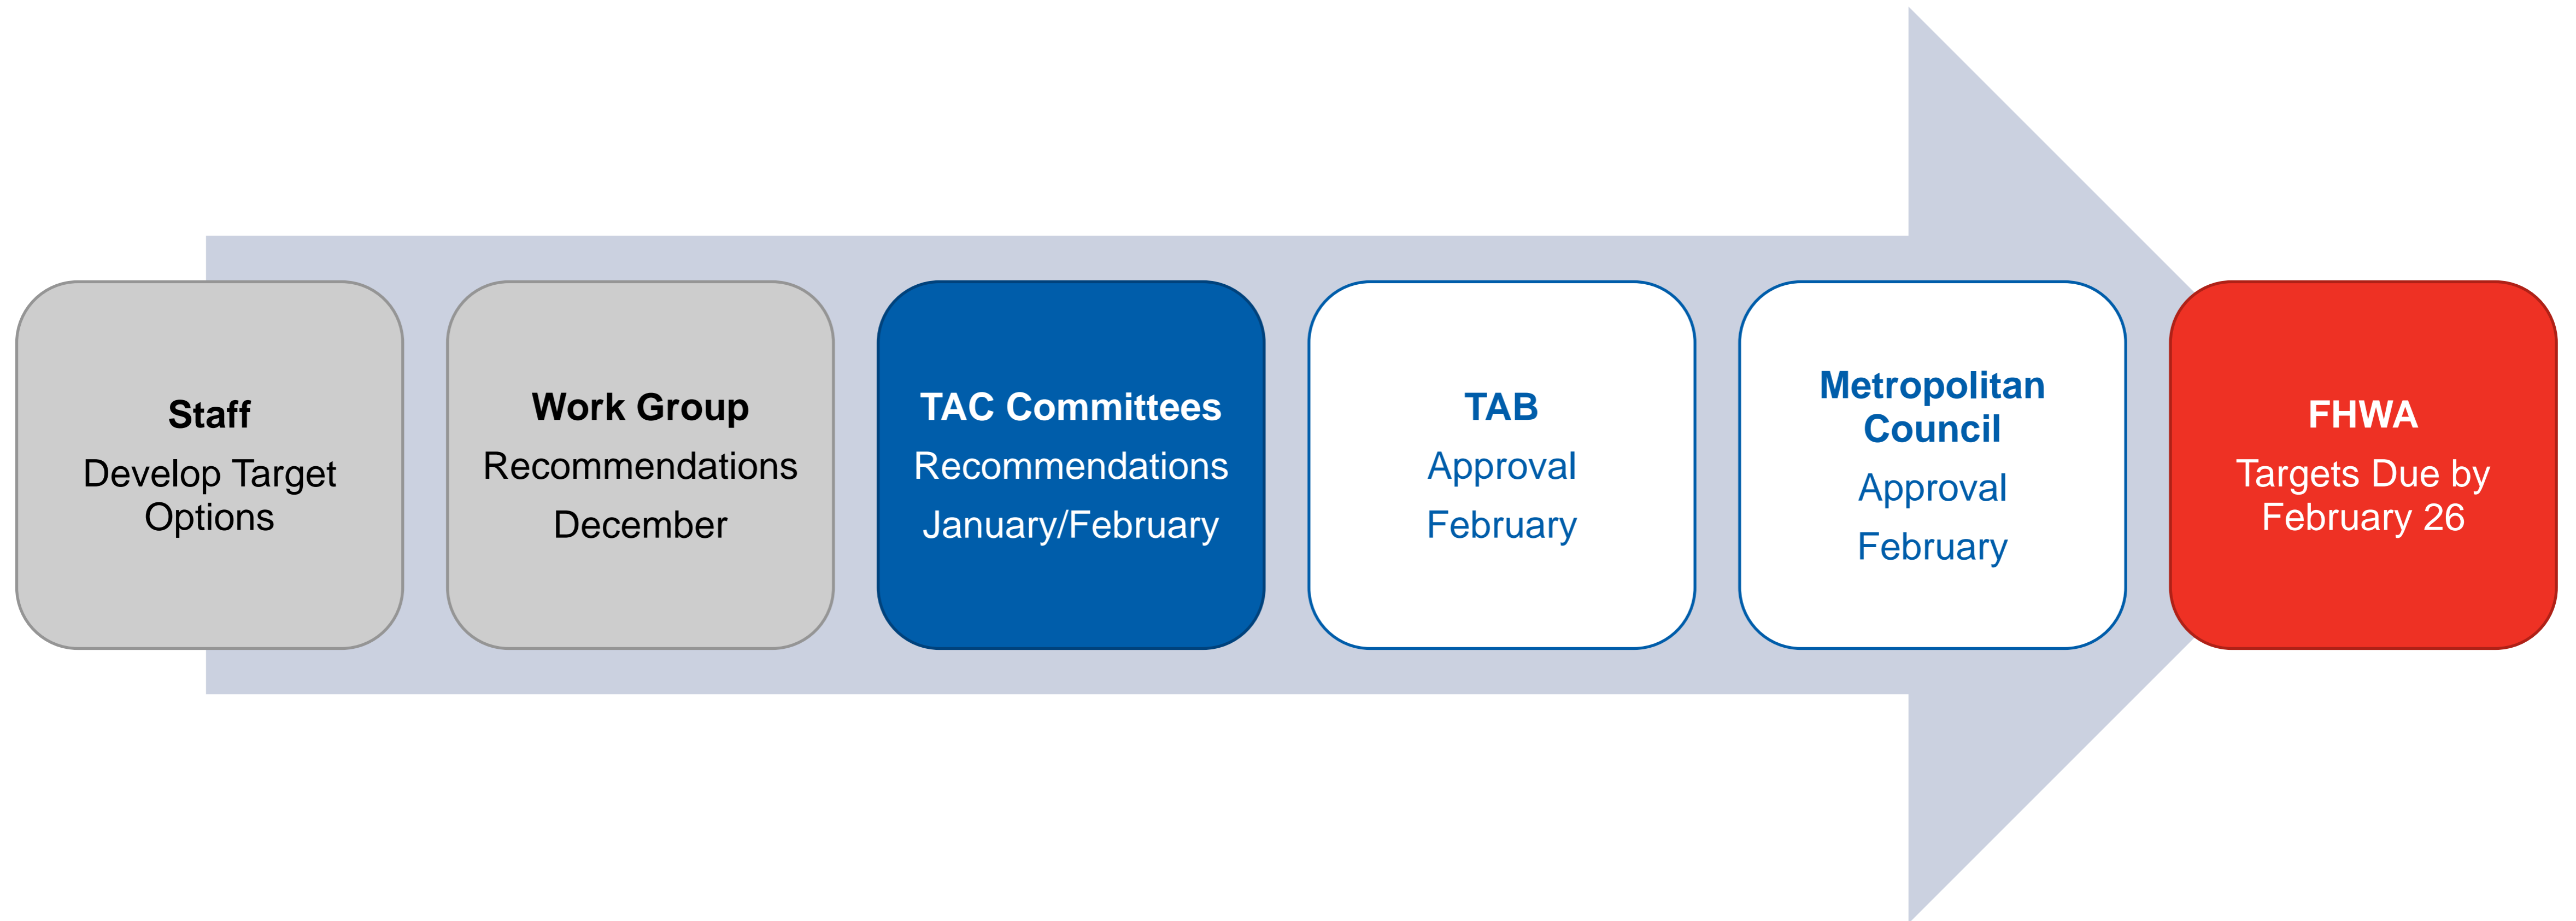 Staff
Develop Target
Options
Work Group
Recommendations
December
TAC Committees
Recommendations
January/February
TAB
Approval
February
Metropolitan
Council
Approval
February
FHWA
Targets Due by
February 26